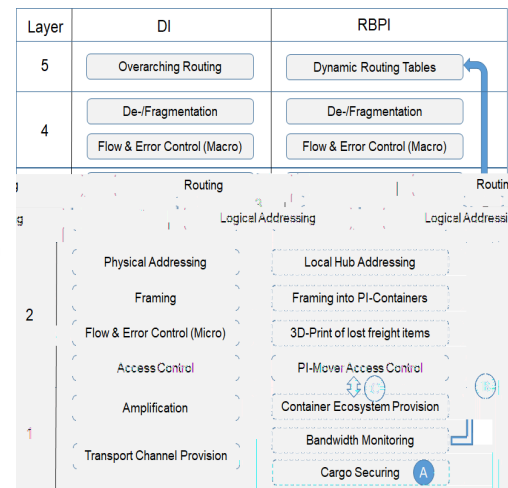 Layer DI RBPI
5 Overarching Routing Dynamic Routing Tables
De-/Fragmentation De-/Fragmentation
4
Flow & Error Control (Macro) Flow & Error Control (Macro)
g Routing Routin
g Logical Addressing Logical Addressi
Physical Addressing Local Hub Addressing
Framing Framing into PI-Containers
2
Flow & Error Control (Micro) 3D-Print of lost freight items
Access Control PI-Mover Access Control
Amplification Container Ecosystem Provision
1 Bandwidth Monitoring
Transport Channel Provision
Cargo Securing A